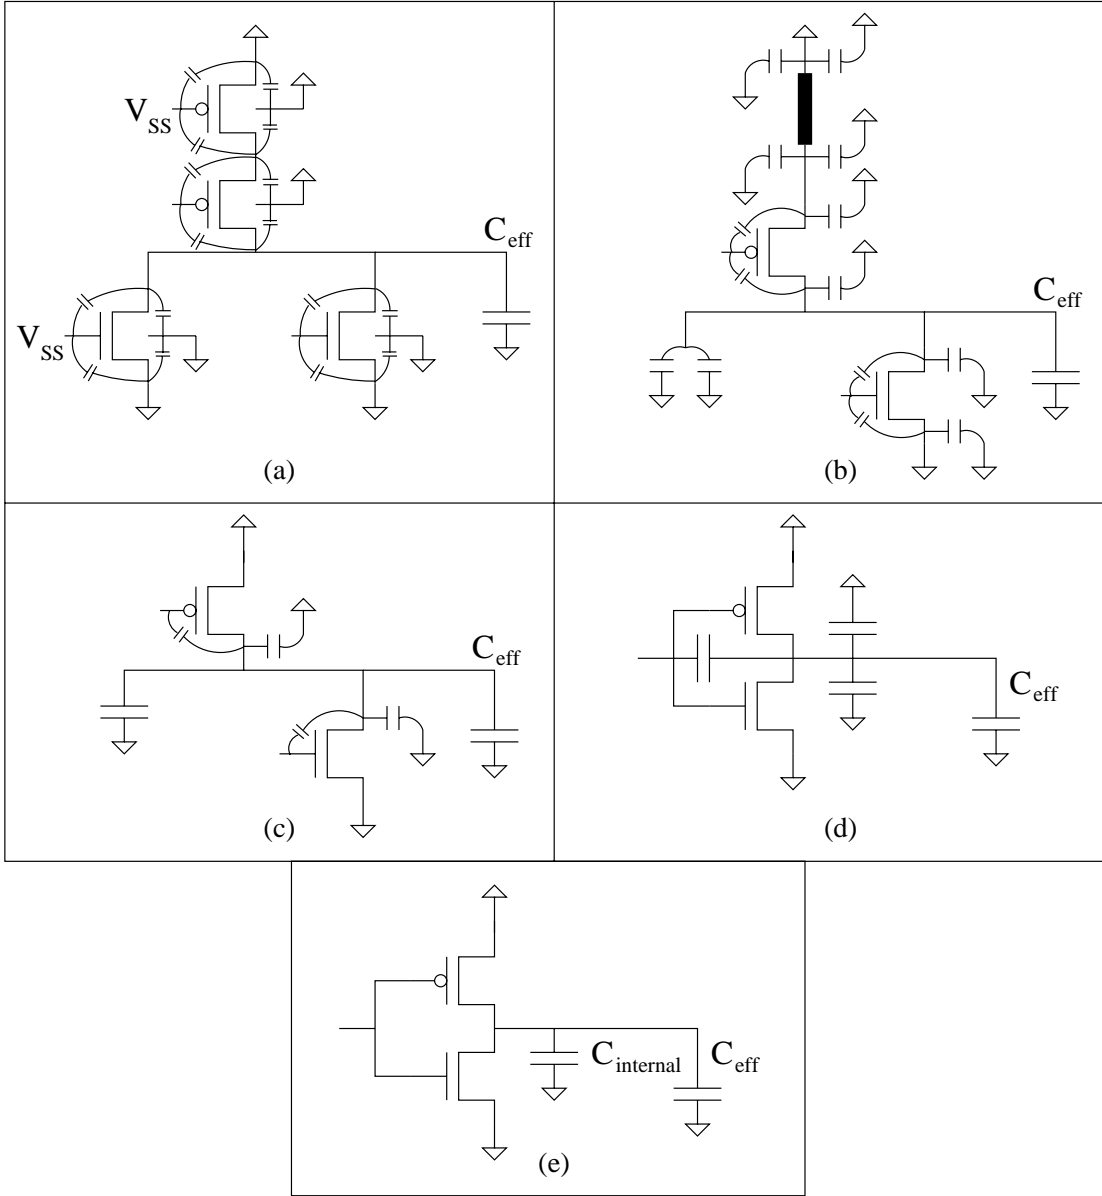 V_SS
C_eff
V_SS
(a)
C_eff
(b)
C_eff
(c)
C_eff
(d)
C_internal C_eff
(e)